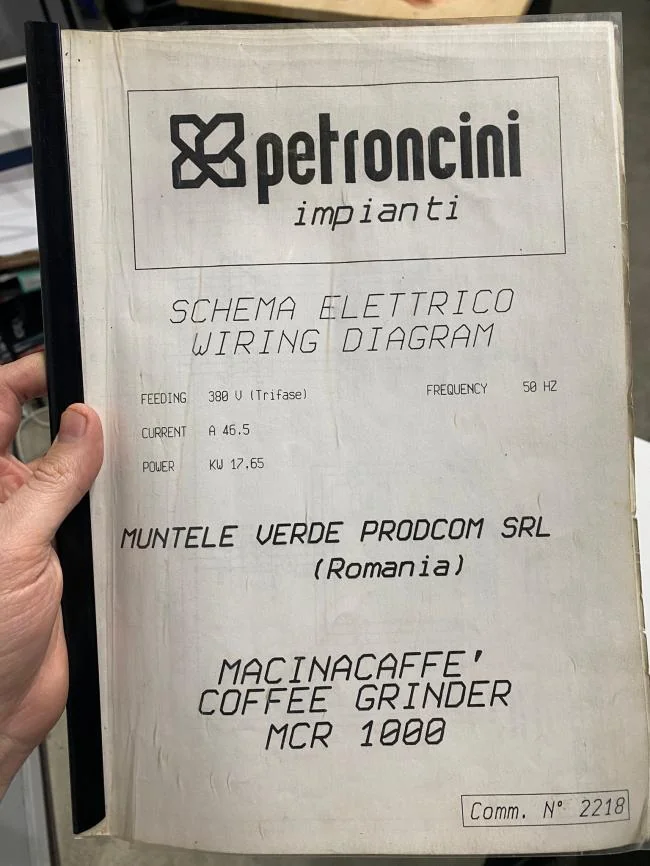 petroncini
impianti
SCHEMA ELETTRICO
WIRING DIAGRAM
FEEDING 380 V (Trifase) FREQUENCY 50 HZ
CURRENT A 46.5
POWER KW 17.65
MUNTELE VERDE PRODCOM SRL
(Romania)
MACINACAFFE'
COFFEE GRINDER
MCR 1000
Comm. N° 2218